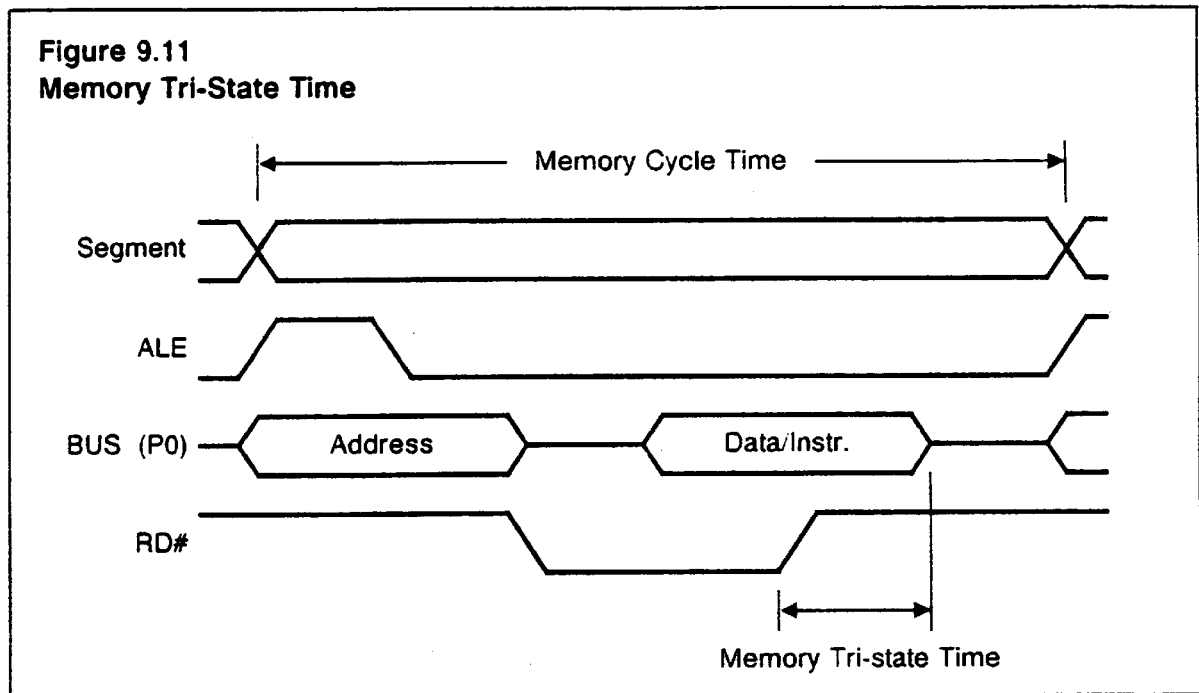 Figure 9.11
Memory Tri-State Time
Memory Cycle Time
Segment
ALE
BUS (P0)
Address
Data/Instr.
RD#
Memory Tri-state Time